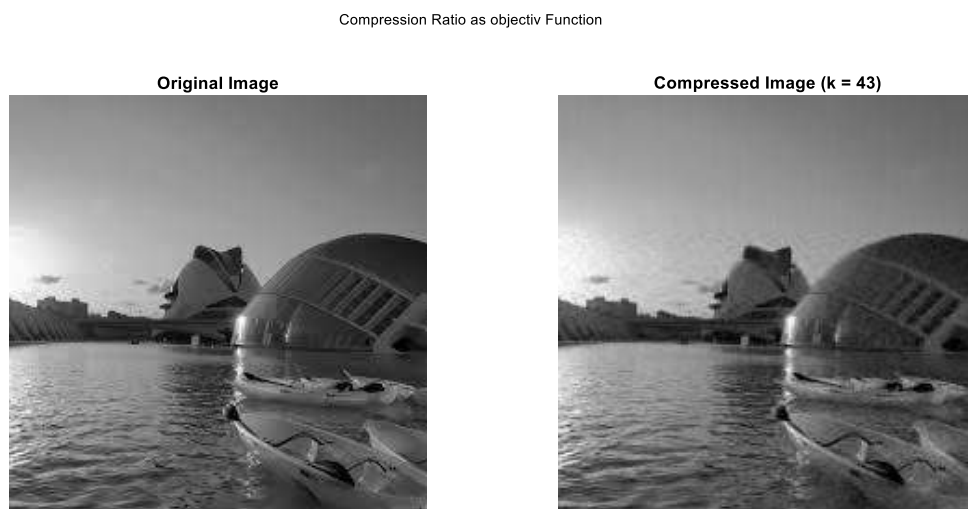 Compression Ratio as objectiv Function
Original Image
Compressed Image (k = 43)